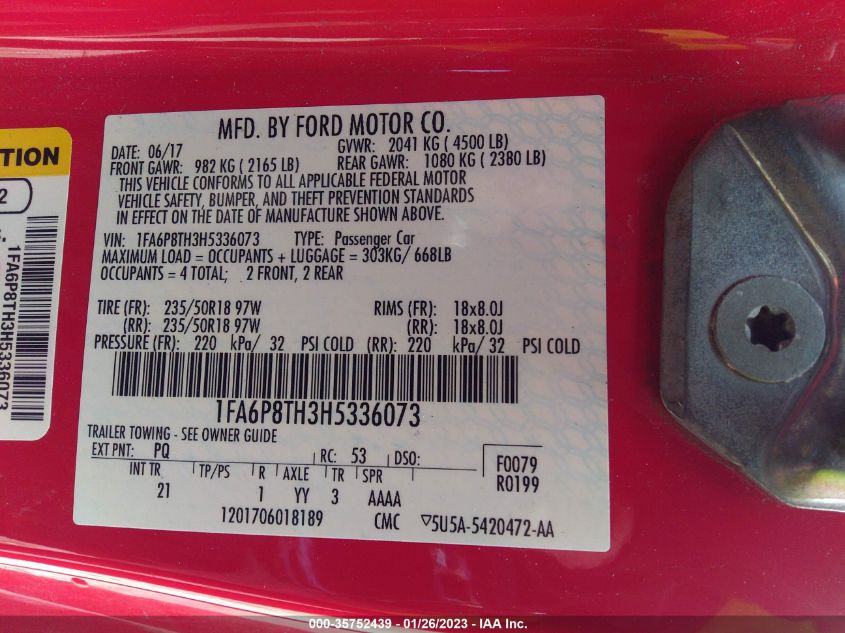 MFD. BY FORD MOTOR CO.
DATE: 06/17 GVWR: 2041 KG ( 4500 LB)
FRONT GAWR: 982 KG ( 2165 LB) REAR GAWR: 1080 KG ( 2380 LB)
THIS VEHICLE CONFORMS TO ALL APPLICABLE FEDERAL MOTOR
VEHICLE SAFETY, BUMPER, AND THEFT PREVENTION STANDARDS
IN EFFECT ON THE DATE OF MANUFACTURE SHOWN ABOVE.
VIN: 1FA6P8TH3H5336073 TYPE: Passenger Car
MAXIMUM LOAD = OCCUPANTS + LUGGAGE = 303KG/ 668LB
OCCUPANTS = 4 TOTAL; 2 FRONT, 2 REAR
TIRE (FR): 235/50R18 97W RIMS (FR): 18x8.0J
(RR): 235/50R18 97W (RR): 18x8.0J
PRESSURE (FR): 220 kPa/ 32 PSI COLD (RR): 220 kPa/ 32 PSI COLD
1FA6P8TH3H5336073
TRAILER TOWING - SEE OWNER GUIDE
EXT PNT: PQ RC: 53 DSO:
F0079
R0199
INT TR TP/PS R AXLE TR SPR
21 1 YY 3 AAAA
1201706018189 CMC ▽5U5A-5420472-AA
TION
2
1FA6P8TH3H5336073
000-35752439 - 01/26/2023 - IAA Inc.